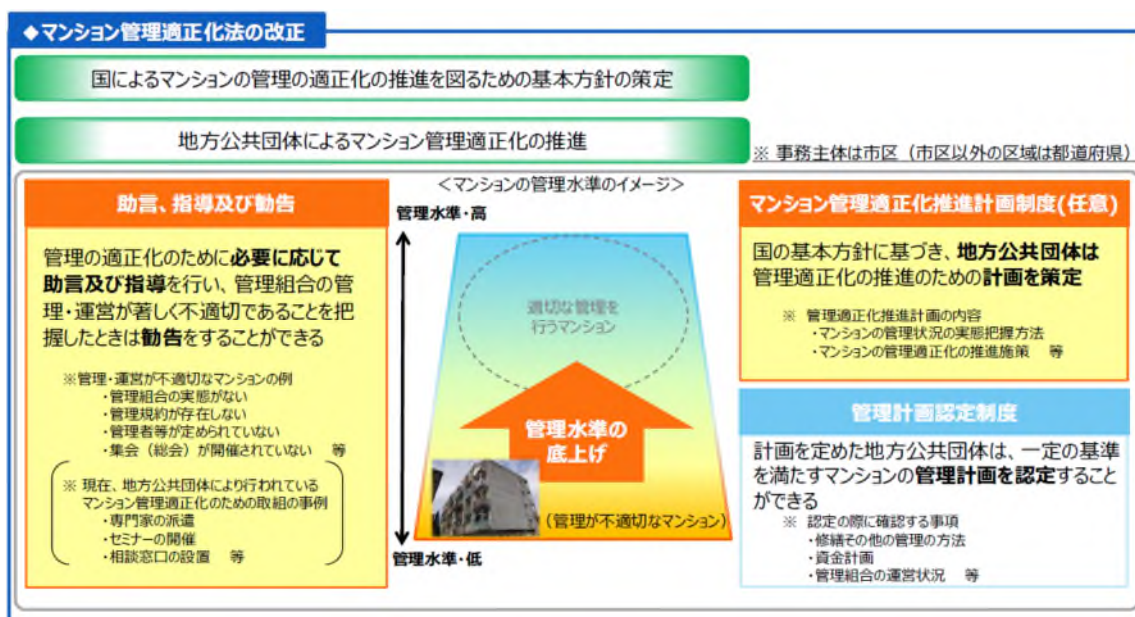 ◆マンション管理適正化法の改正
国によるマンションの管理の適正化の推進を図るための基本方針の策定
地方公共団体によるマンション管理適正化の推進
※ 事務主体は市区（市区以外の区域は都道府県）
助言、指導及び勧告
管理の適正化のために必要に応じて
助言及び指導を行い、管理組合の管
理・運営が著しく不適切であることを把
握したときは勧告をすることができる
※管理・運営が不適切なマンションの例
・管理組合の実態がない
・管理規約が存在しない
・管理者等が定められていない
・集会（総会）が開催されていない　等
※ 現在、地方公共団体により行われている
マンション管理適正化のための取組の事例
・専門家の派遣
・セミナーの開催
・相談窓口の設置　等
＜マンションの管理水準のイメージ＞
管理水準・高
適切な管理を
行うマンション
管理水準の
底上げ
（管理が不適切なマンション）
管理水準・低
マンション管理適正化推進計画制度(任意)
国の基本方針に基づき、地方公共団体は
管理適正化の推進のための計画を策定
※ 管理適正化推進計画の内容
・マンションの管理状況の実態把握方法
・マンションの管理適正化の推進施策　等
管理計画認定制度
計画を定めた地方公共団体は、一定の基準
を満たすマンションの管理計画を認定すること
ができる
※ 認定の際に確認する事項
・修繕その他の管理の方法
・資金計画
・管理組合の運営状況　等